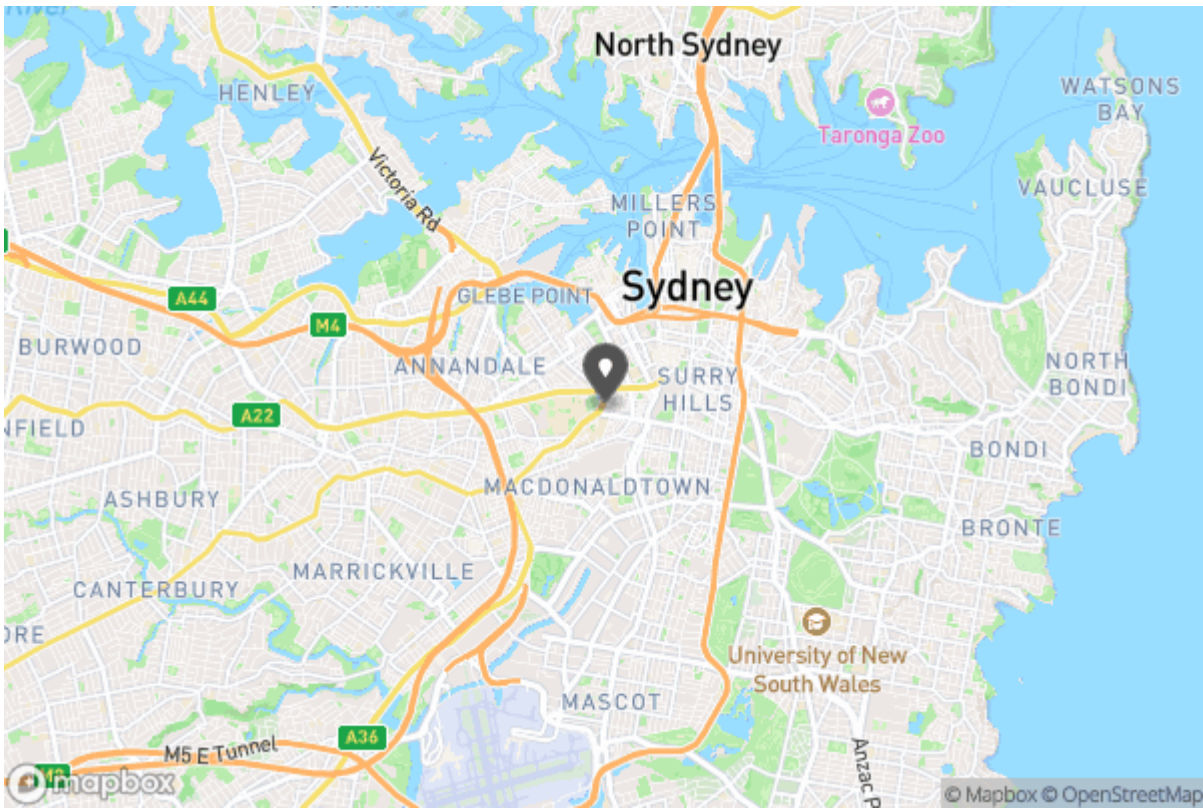 River
North Sydney
HENLEY
WATSONS
BAY
Taronga Zoo
Victoria Rd
VAUCLUSE
MILLERS
POINT
Sydney
GLEBE POINT
A44
M4
BURWOOD
ANNANDALE
NORTH
BONDI
SURRY
HILLS
A22
NFIELD
BONDI
ASHBURY
MACDONALDTOWN
BRONTE
MARRICKVILLE
CANTERBURY
ORE
University of New
South Wales
MASCOT
A36
M5 E Tunnel
Anzac P
mapbox
© Mapbox © OpenStreetMap